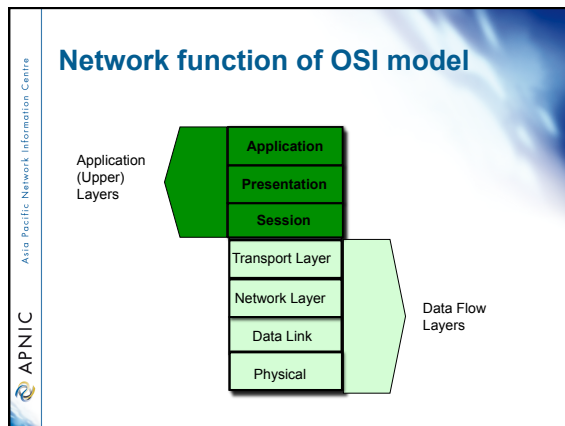 Network function of OSI model
Asia Pacific Network Information Centre
APNIC
Application
(Upper)
Layers
Application
Presentation
Session
Transport Layer
Network Layer
Data Link
Physical
Data Flow
Layers